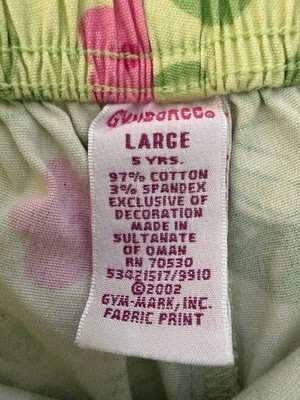 GYMBOREE®
LARGE
5 YRS.
97% COTTON
3% SPANDEX
EXCLUSIVE OF
DECORATION
MADE IN
SULTANATE
OF OMAN
RN 70530
53421517/9910
©2002
GYM-MARK, INC.
FABRIC PRINT